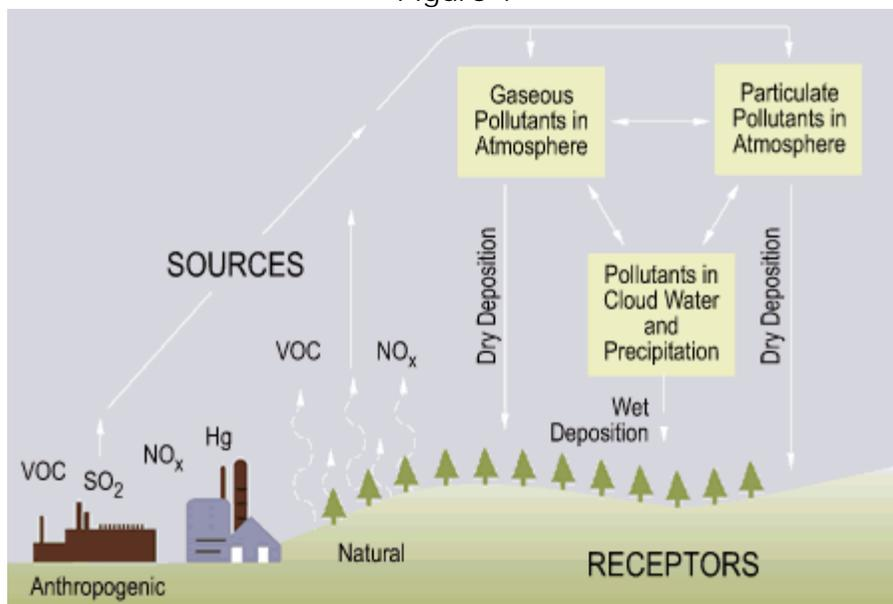 Gaseous
Pollutants in
Atmosphere
Particulate
Pollutants in
Atmosphere
SOURCES
Dry Deposition
Pollutants in
Cloud Water
and
Precipitation
Dry Deposition
VOC
NOx
Wet
Deposition
VOC
SO2
NOx
Hg
Natural
RECEPTORS
Anthropogenic